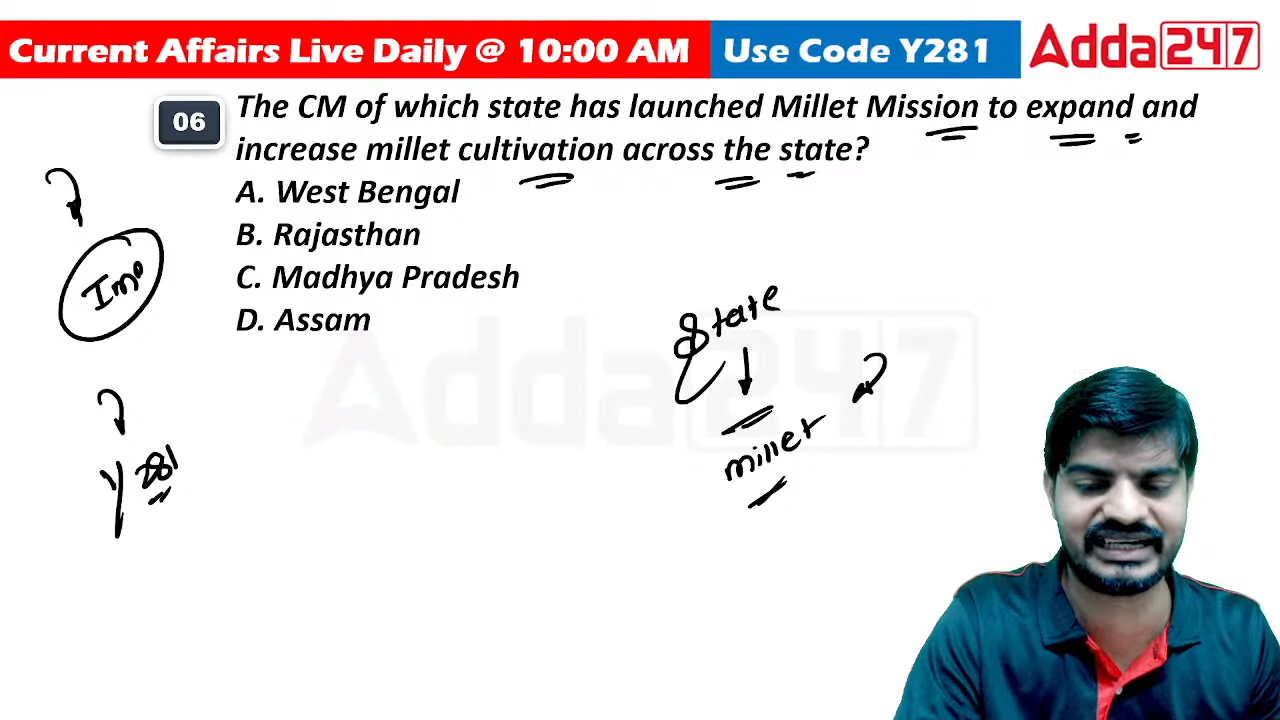 Current Affairs Live Daily @ 10:00 AM
Use Code Y281
Adda247
06
The CM of which state has launched Millet Mission to expand and
increase millet cultivation across the state?
A. West Bengal
B. Rajasthan
C. Madhya Pradesh
D. Assam
Imp
State
millet
Y281
Adda247